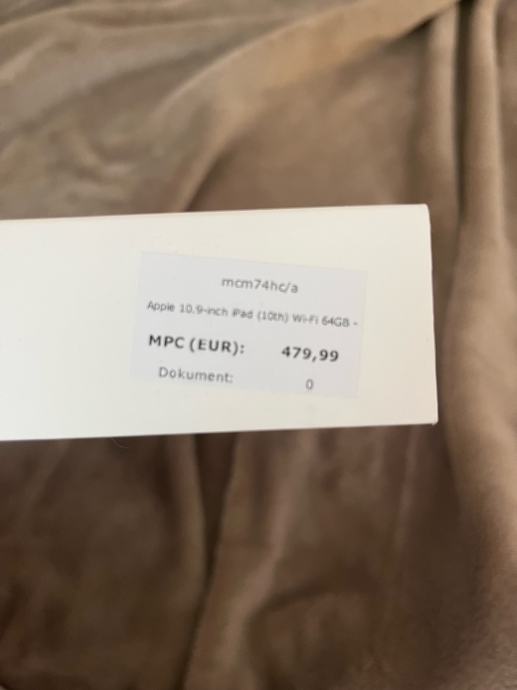 mcm74hc/a
Apple 10.9-inch iPad (10th) Wi-Fi 64GB -
MPC (EUR): 479,99
Dokument: 0